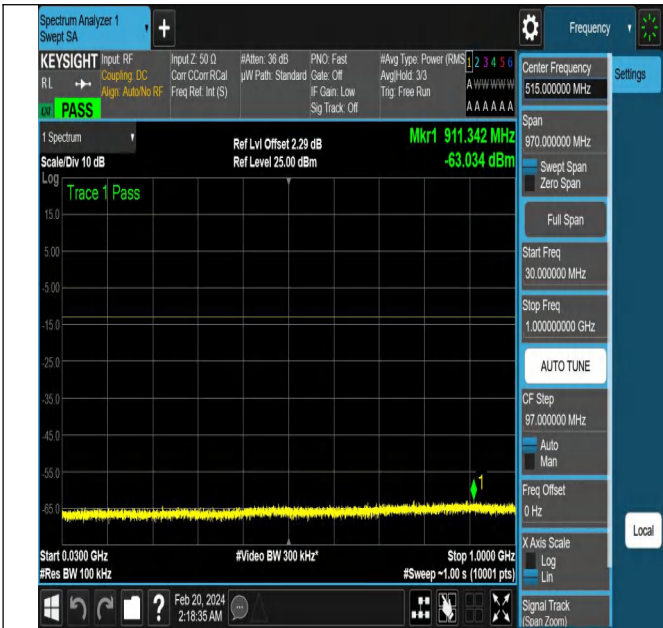 Spectrum Analyzer 1
Swept SA
+
Frequency
KEYSIGHT
RL
PASS
Input: RF
Coupling: DC
Align: Auto/No RF
Input Z: 50 Ω
Corr CCorr RCal
Freq Ref: Int (S)
#Atten: 36 dB
µW Path: Standard
PNO: Fast
Gate: Off
IF Gain: Low
Sig Track: Off
#Avg Type: Power (RMS
Avg|Hold: 3/3
Trig: Free Run
1 2 3 4 5 6
A W W W W W
A A A A A A
1 Spectrum
Scale/Div 10 dB
Log
Ref Lvl Offset 2.29 dB
Ref Level 25.00 dBm
Mkr1 911.342 MHz
-63.034 dBm
Trace 1 Pass
15.0
5.00
-5.00
-15.0
-25.0
-35.0
-45.0
-55.0
-65.0
1
Start 0.0300 GHz
#Res BW 100 kHz
#Video BW 300 kHz*
Stop 1.0000 GHz
#Sweep ~1.00 s (10001 pts)
?
Feb 20, 2024
2:18:35 AM
Center Frequency
515.000000 MHz
Settings
Span
970.000000 MHz
Swept Span
Zero Span
Full Span
Start Freq
30.000000 MHz
Stop Freq
1.000000000 GHz
AUTO TUNE
CF Step
97.000000 MHz
Auto
Man
Freq Offset
0 Hz
Local
X Axis Scale
Log
Lin
Signal Track
(Span Zoom)